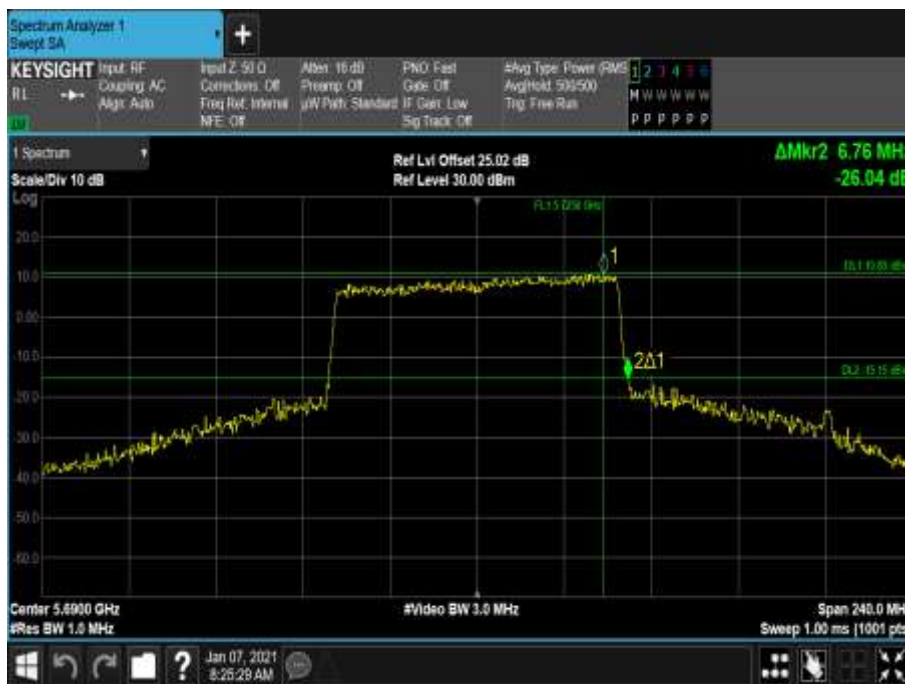 Spectrum Analyzer 1
Swept SA
+
KEYSIGHT Input: RF Input Z: 50 Ω Atten: 16 dB PNO: Fast #Avg Type: Power (RMS 1 2 3 4 5 6
RL Coupling: AC Corrections: Off Preamp: Off Gate: Off Avg|Hold: 500/500 M W W W W W
Align: Auto Freq Ref: Internal µW Path: Standard IF Gain: Low Trig: Free Run
NFE: Off Sig Track: Off P P P P P P
1 Spectrum
Ref Lvl Offset 25.02 dB
ΔMkr2 6.76 MH
Scale/Div 10 dB
Ref Level 30.00 dBm
-26.04 d
Log
20.0
1
10.0
0.00
-10.0
2Δ1
-20.0
-30.0
-40.0
-50.0
-60.0
Center 5.6900 GHz
#Video BW 3.0 MHz
Span 240.0 MH
#Res BW 1.0 MHz
Sweep 1.00 ms (1001 pts
?
Jan 07, 2021
8:25:29 AM